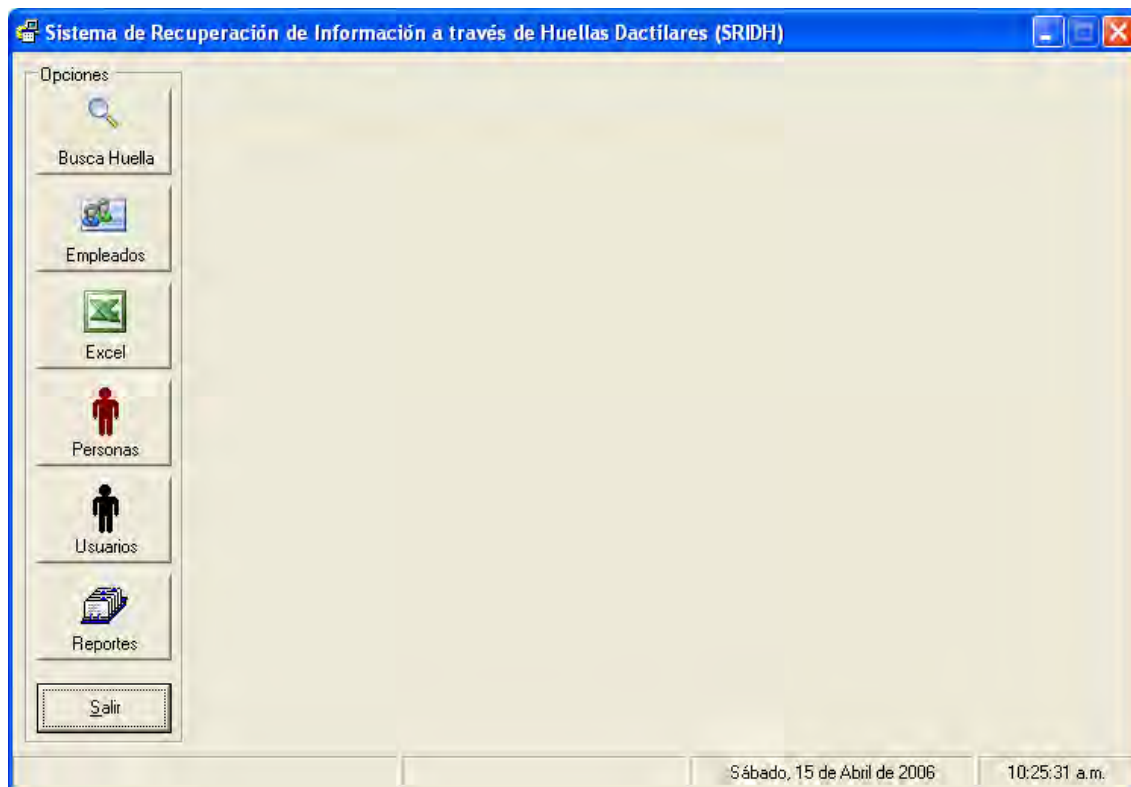 Sistema de Recuperación de Información a través de Huellas Dactilares (SRIDH)
Opciones
Busca Huella
Empleados
Excel
Personas
Usuarios
Reportes
Salir
Sábado, 15 de Abril de 2006 10:25:31 a.m.